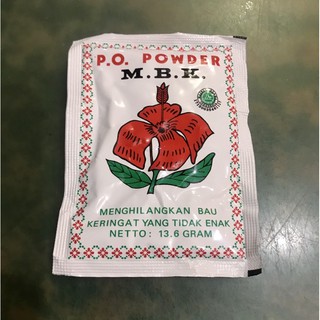 P.O. POWDER
M.B.K.
MENGHILANGKAN BAU
KERINGAT YANG TIDAK ENAK
NETTO: 13.6 GRAM